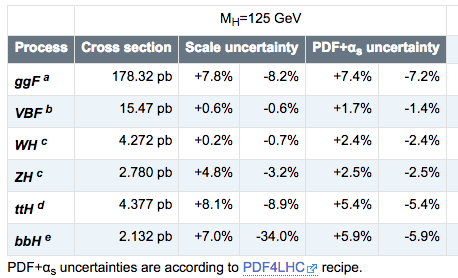 M_H=125 GeV
Process Cross section Scale uncertainty PDF+α_s uncertainty
ggF ᵃ 178.32 pb +7.8% -8.2% +7.4% -7.2%
VBF ᵇ 15.47 pb +0.6% -0.6% +1.7% -1.4%
WH ᶜ 4.272 pb +0.2% -0.7% +2.4% -2.4%
ZH ᶜ 2.780 pb +4.8% -3.2% +2.5% -2.5%
ttH ᵈ 4.377 pb +8.1% -8.9% +5.4% -5.4%
bbH ᵉ 2.132 pb +7.0% -34.0% +5.9% -5.9%
PDF+α_s uncertainties are according to PDF4LHC recipe.